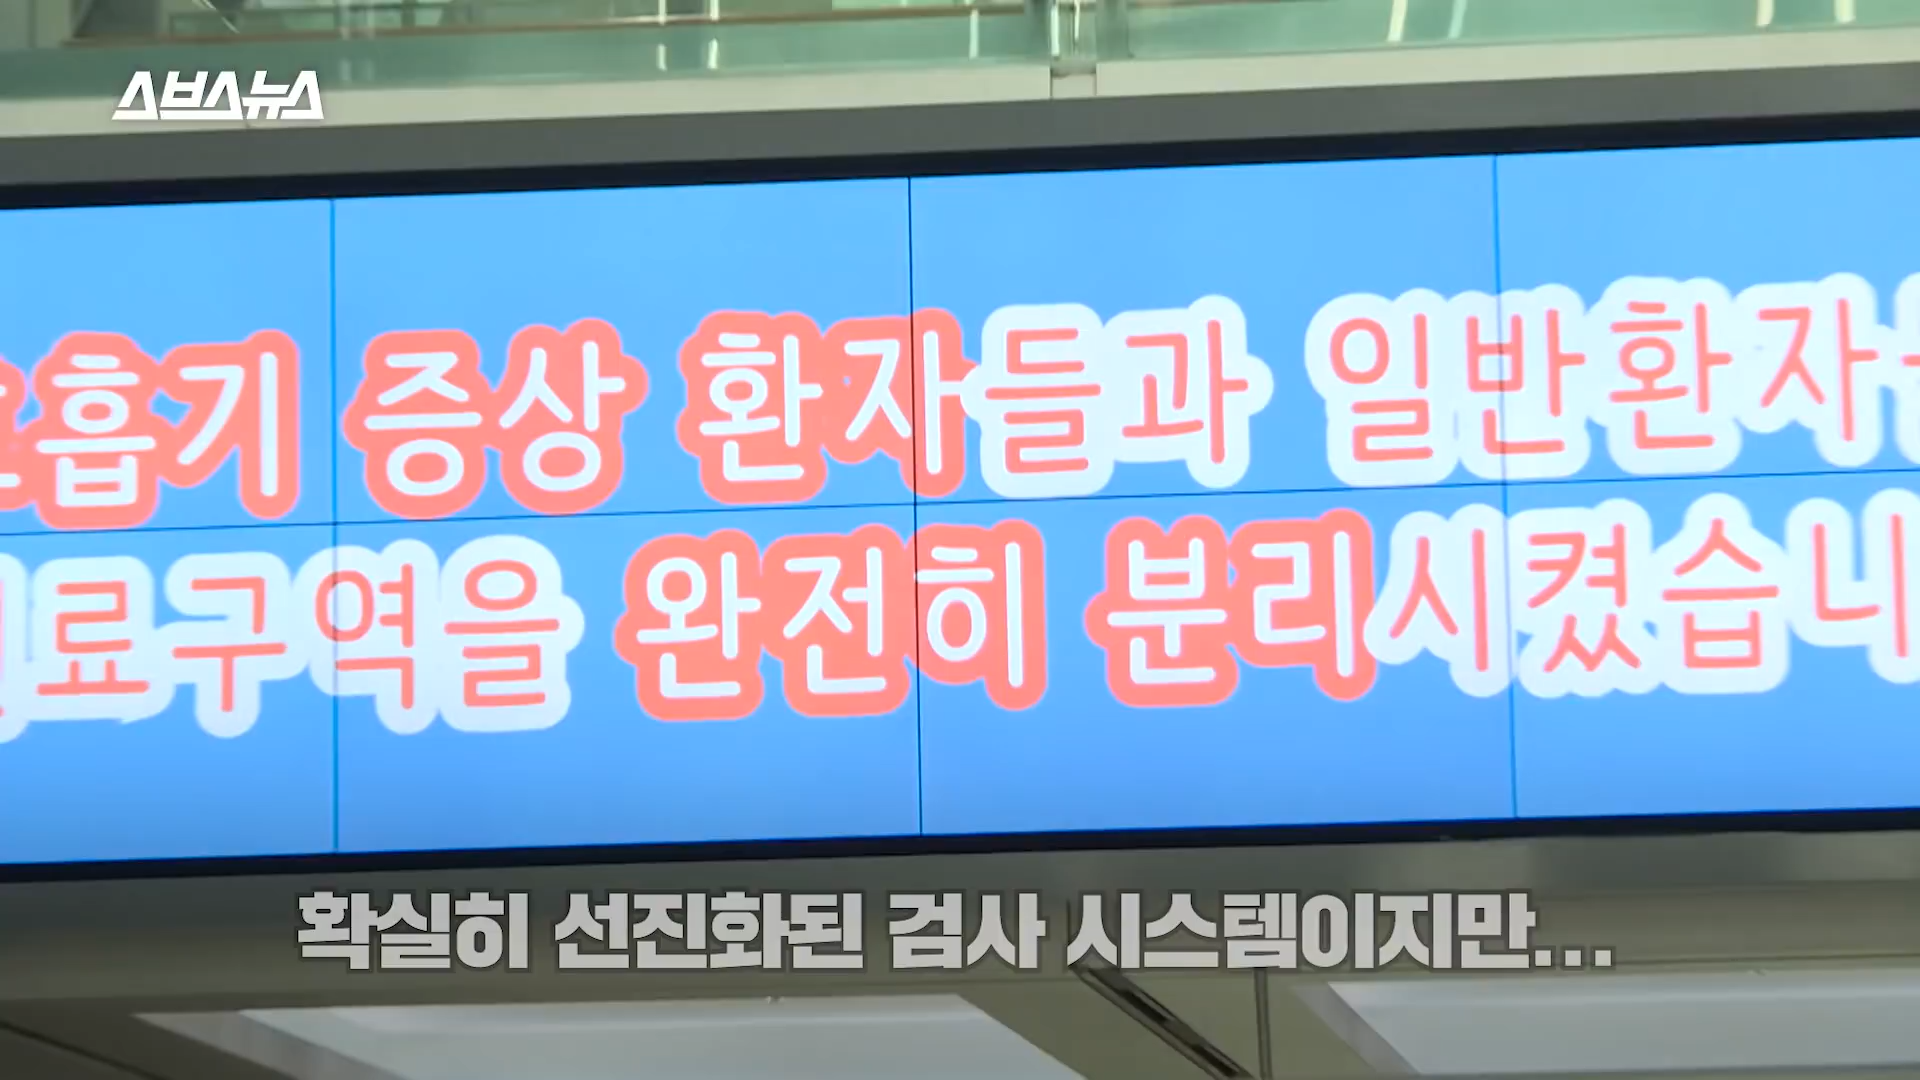 스브스뉴스
흡기 증상 환자들과 일반환자
료구역을 완전히 분리시켰습니
확실히 선진화된 검사 시스템이지만...